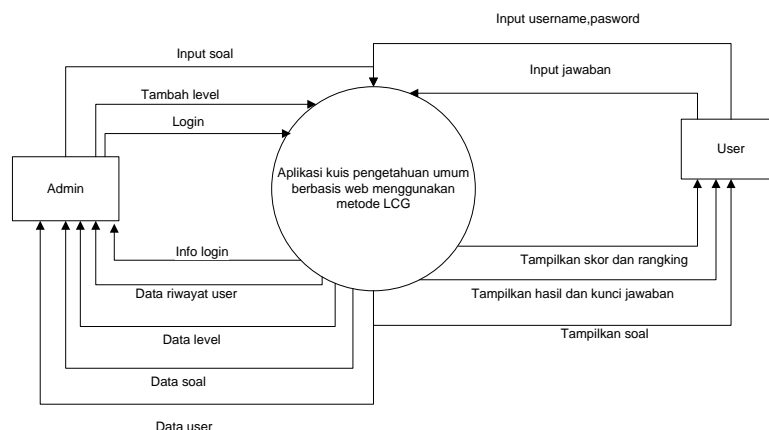 Input username,pasword
Input soal
Input jawaban
Tambah level
Login
User
Aplikasi kuis pengetahuan umum
berbasis web menggunakan
metode LCG
Admin
Info login
Tampilkan skor dan rangking
Data riwayat user
Tampilkan hasil dan kunci jawaban
Data level
Tampilkan soal
Data soal
Data user